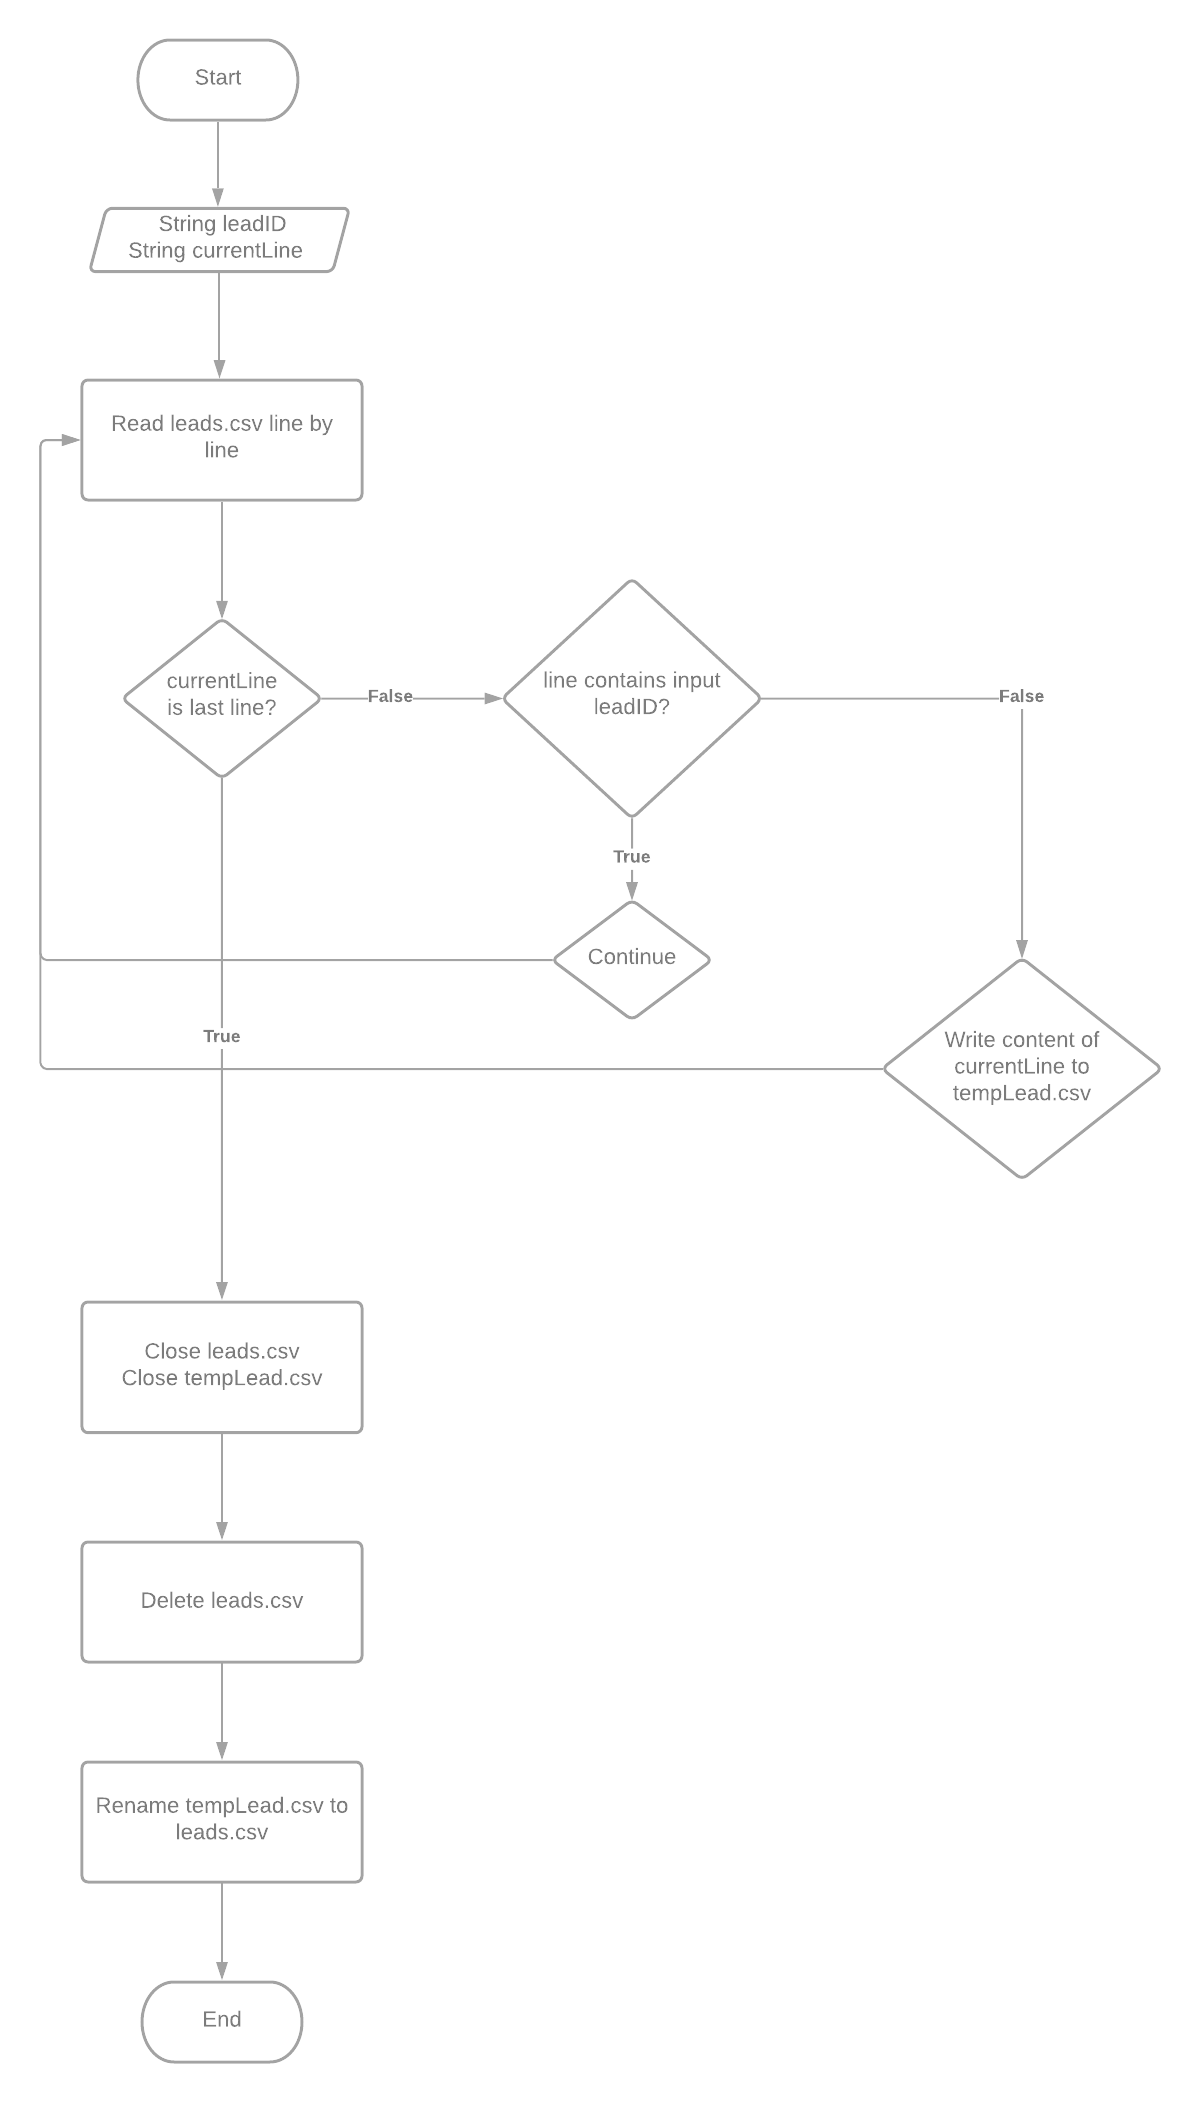 Start
String leadID
String currentLine
Read leads.csv line by
line
currentLine
is last line?
False
line contains input
leadID?
False
True
Continue
True
Write content of
currentLine to
tempLead.csv
Close leads.csv
Close tempLead.csv
Delete leads.csv
Rename tempLead.csv to
leads.csv
End